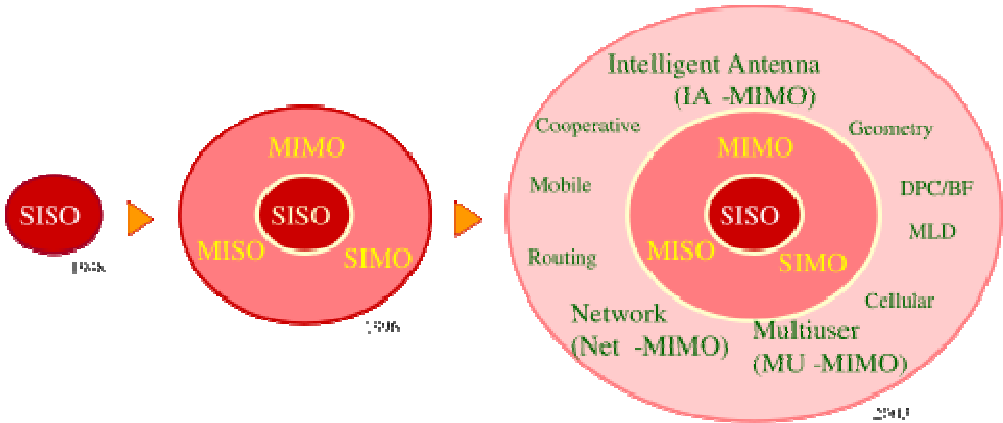 SISO
MIMO
SISO
MISO
SIMO
Intelligent Antenna
(IA -MIMO)
Cooperative
Geometry
MIMO
Mobile
DPC/BF
SISO
MLD
MISO
SIMO
Routing
Cellular
Network
(Net -MIMO)
Multiuser
(MU -MIMO)